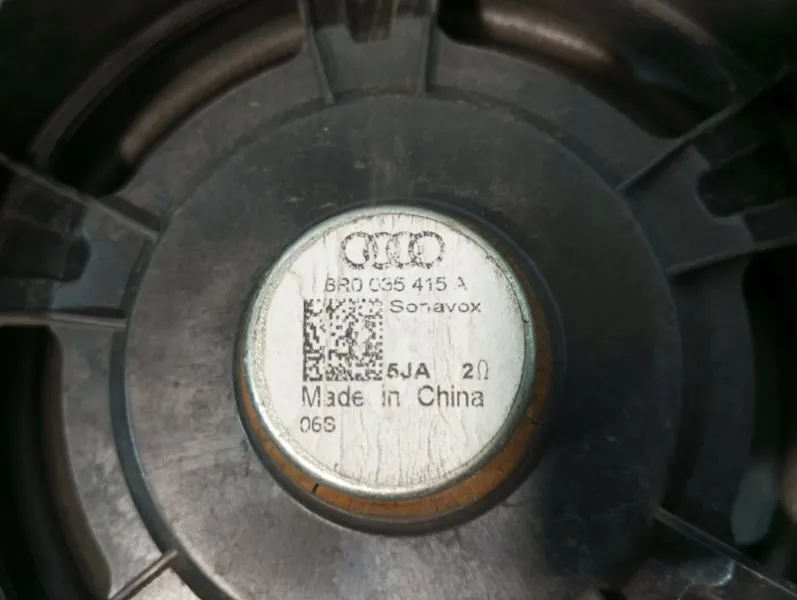 8R0 035 415 A
Sonavox
5JA 2Ω
Made in China
06S